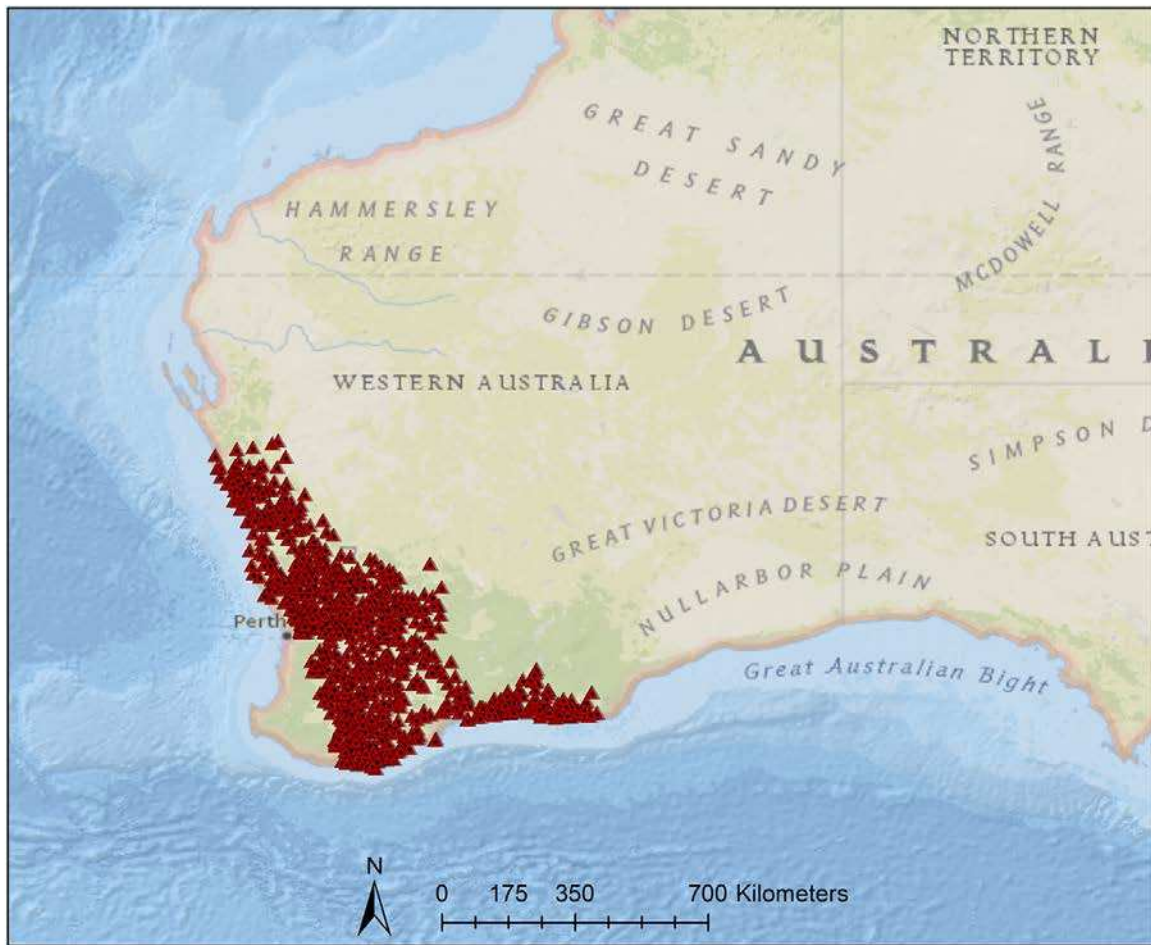 NORTHERN
TERRITORY
GREAT SANDY
DESERT
MCDOWELL RANGE
HAMMERSLEY
RANGE
GIBSON DESERT
AUSTRALI
WESTERN AUSTRALIA
SIMPSON D
GREAT VICTORIA DESERT
SOUTH AUST
NULLARBOR PLAIN
Perth
Great Australian Bight
N
0 175 350 700 Kilometers